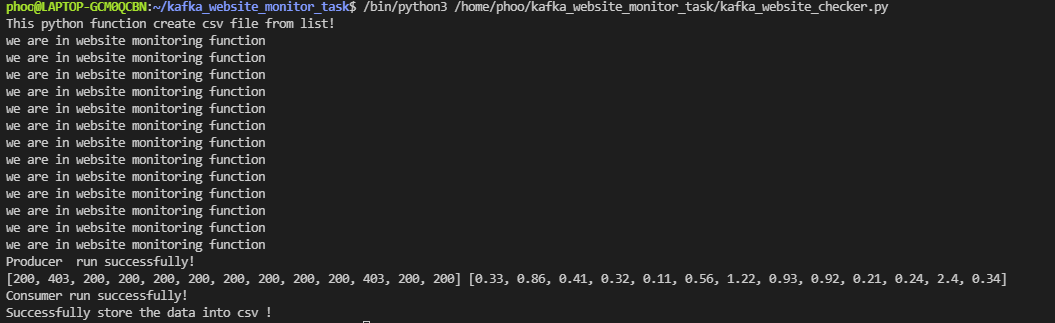 phoo@LAPTOP-GCM0QCBN:~/kafka_website_monitor_task$ /bin/python3 /home/phoo/kafka_website_monitor_task/kafka_website_checker.py
This python function create csv file from list!
we are in website monitoring function
we are in website monitoring function
we are in website monitoring function
we are in website monitoring function
we are in website monitoring function
we are in website monitoring function
we are in website monitoring function
we are in website monitoring function
we are in website monitoring function
we are in website monitoring function
we are in website monitoring function
we are in website monitoring function
we are in website monitoring function
Producer  run successfully!
[200, 403, 200, 200, 200, 200, 200, 200, 200, 200, 403, 200, 200] [0.33, 0.86, 0.41, 0.32, 0.11, 0.56, 1.22, 0.93, 0.92, 0.21, 0.24, 2.4, 0.34]
Consumer run successfully!
Successfully store the data into csv !